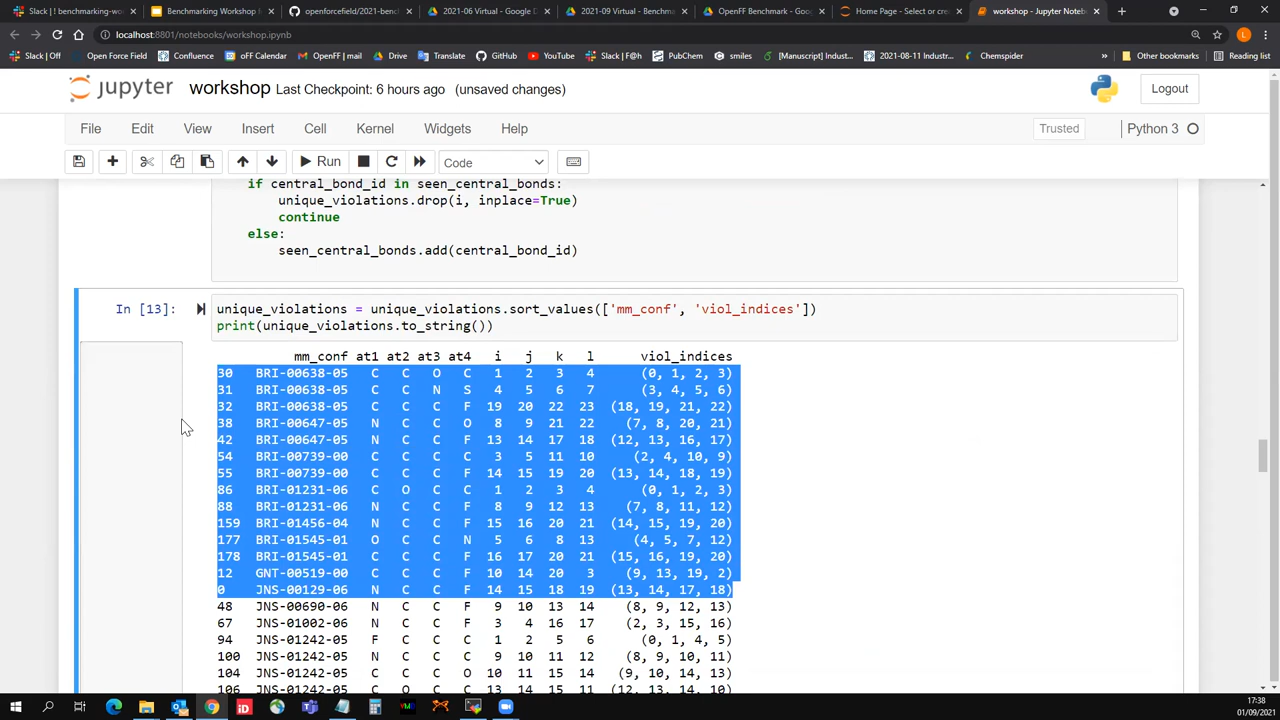 Slack | ! benchmarking-wo
Benchmarking Workshop R
openforcefield/2021-bench
2021-06 Virtual - Google D
2021-09 Virtual - Benchma
OpenFF Benchmark - Goog
Home Page - Select or cre
workshop - Jupyter Noteb
localhost:8801/notebooks/workshop.ipynb
Slack | Off
Open Force Field
Confluence
oFF Calendar
OpenFF | mail
Drive
Translate
GitHub
YouTube
Slack | F@h
PubChem
smiles
[Manuscript] Indust...
2021-08-11 Industr...
Chemspider
»
Other bookmarks
Reading list
jupyter workshop Last Checkpoint: 6 hours ago (unsaved changes)
Logout
File Edit View Insert Cell Kernel Widgets Help
Trusted
Python 3
Run
Code
if central_bond_id in seen_central_bonds:
unique_violations.drop(i, inplace=True)
continue
else:
seen_central_bonds.add(central_bond_id)
In [13]: unique_violations = unique_violations.sort_values(['mm_conf', 'viol_indices'])
print(unique_violations.to_string())
mm_conf at1 at2 at3 at4 i j k l viol_indices
30 BRI-00638-05 C C O C 1 2 3 4 (0, 1, 2, 3)
31 BRI-00638-05 C C N S 4 5 6 7 (3, 4, 5, 6)
32 BRI-00638-05 C C C F 19 20 22 23 (18, 19, 21, 22)
38 BRI-00647-05 N C C O 8 9 21 22 (7, 8, 20, 21)
42 BRI-00647-05 N C C F 13 14 17 18 (12, 13, 16, 17)
54 BRI-00739-00 C C C C 3 5 11 10 (2, 4, 10, 9)
55 BRI-00739-00 C C C F 14 15 19 20 (13, 14, 18, 19)
86 BRI-01231-06 C O C C 1 2 3 4 (0, 1, 2, 3)
88 BRI-01231-06 N C C F 8 9 12 13 (7, 8, 11, 12)
159 BRI-01456-04 N C C F 15 16 20 21 (14, 15, 19, 20)
177 BRI-01545-01 O C C N 5 6 8 13 (4, 5, 7, 12)
178 BRI-01545-01 C C C F 16 17 20 21 (15, 16, 19, 20)
12 GNT-00519-00 C C C F 10 14 20 3 (9, 13, 19, 2)
0 JNS-00129-06 N C C F 14 15 18 19 (13, 14, 17, 18)
48 JNS-00690-06 N C C F 9 10 13 14 (8, 9, 12, 13)
67 JNS-01002-06 N C C F 3 4 16 17 (2, 3, 15, 16)
94 JNS-01242-05 F C C C 1 2 5 6 (0, 1, 4, 5)
100 JNS-01242-05 N C C C 9 10 11 12 (8, 9, 10, 11)
104 JNS-01242-05 C C C O 10 11 15 14 (9, 10, 14, 13)
106 JNS-01242-05 C O C C 13 14 15 11 (12, 13, 14, 10)
17:38
01/09/2021